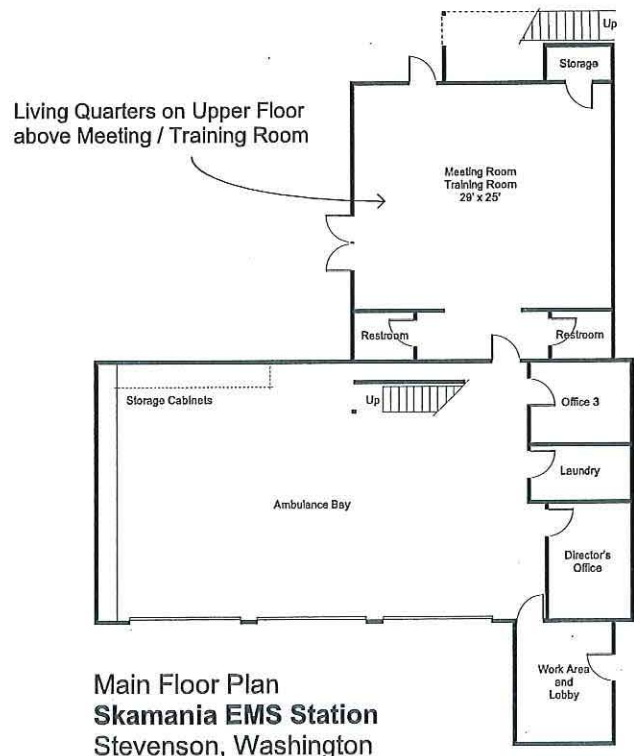 Up
Storage
Living Quarters on Upper Floor
above Meeting / Training Room
Meeting Room
Training Room
29' x 25'
Restroom
Restroom
Storage Cabinets
Up
Office 3
Laundry
Ambulance Bay
Director's
Office
Work Area
and
Lobby
Main Floor Plan
Skamania EMS Station
Stevenson, Washington